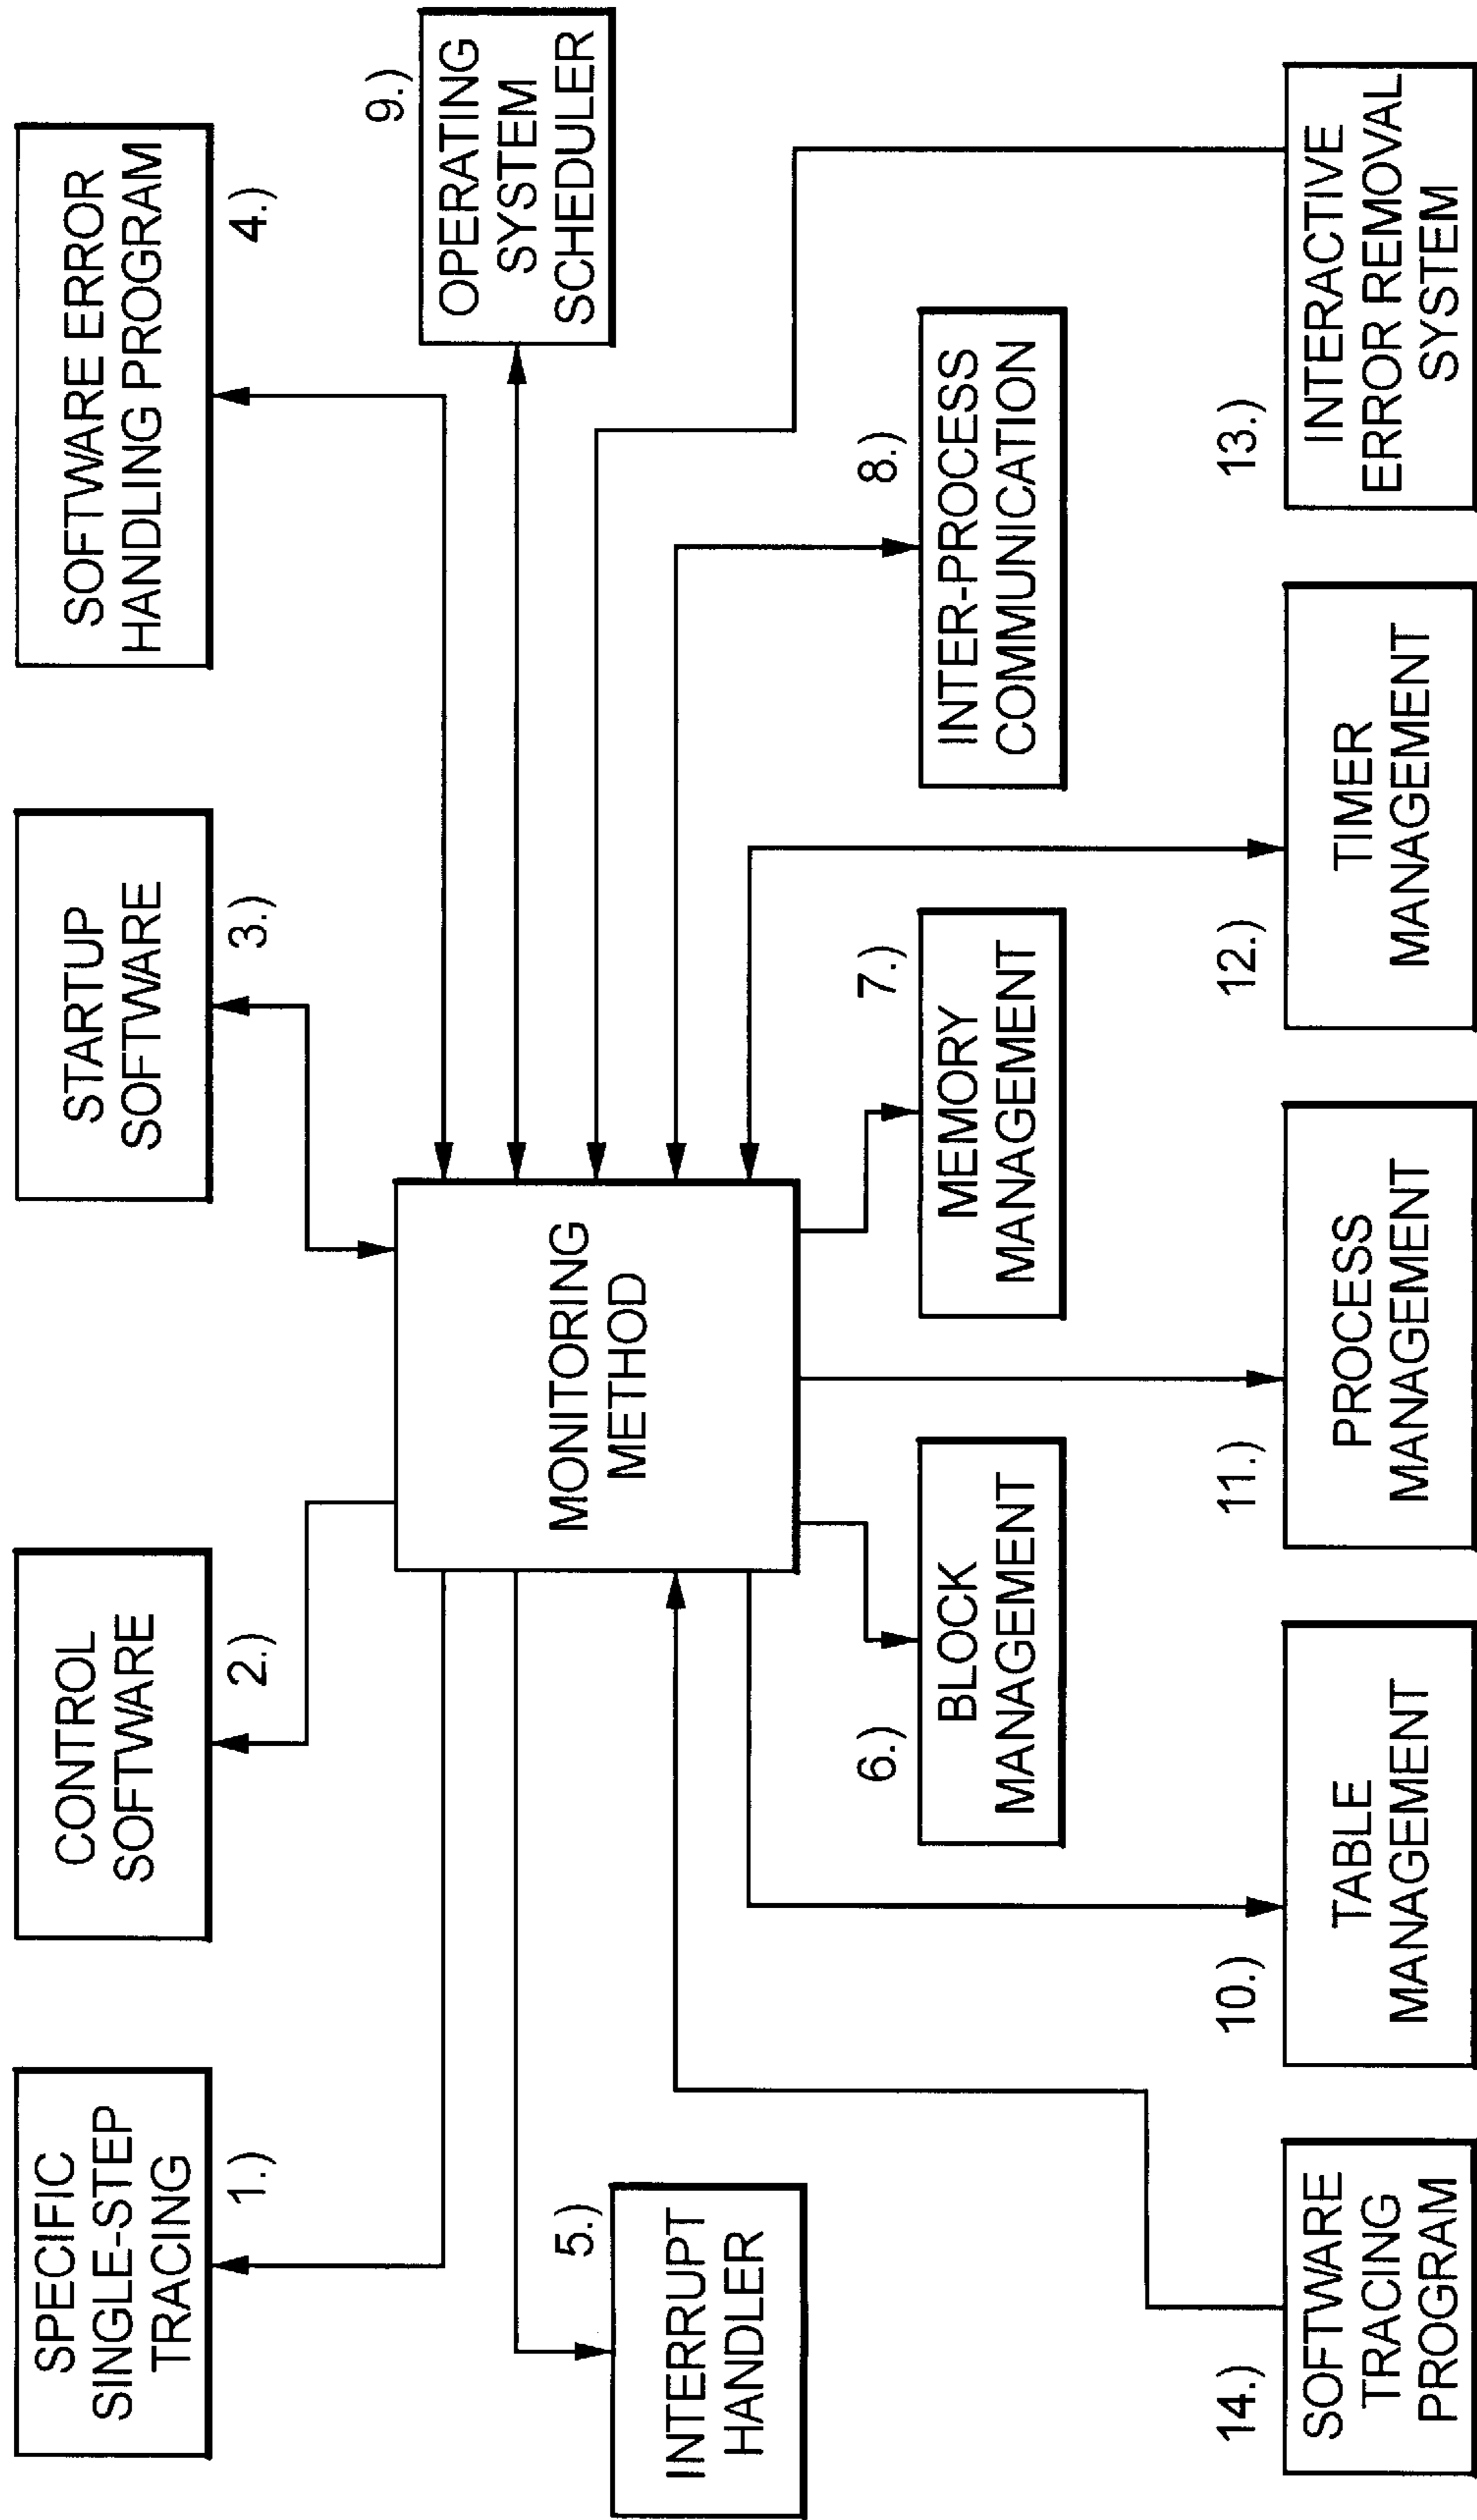 SPECIFIC
SINGLE-STEP
TRACING
1.)
CONTROL
SOFTWARE
2.)
STARTUP
SOFTWARE
3.)
SOFTWARE ERROR
HANDLING PROGRAM
4.)
5.)
INTERRUPT
HANDLER
MONITORING
METHOD
9.)
OPERATING
SYSTEM
SCHEDULER
6.)
BLOCK
MANAGEMENT
7.)
MEMORY
MANAGEMENT
8.)
INTER-PROCESS
COMMUNICATION
14.)
SOFTWARE
TRACING
PROGRAM
10.)
TABLE
MANAGEMENT
11.)
PROCESS
MANAGEMENT
12.)
TIMER
MANAGEMENT
13.)
INTERACTIVE
ERROR REMOVAL
SYSTEM